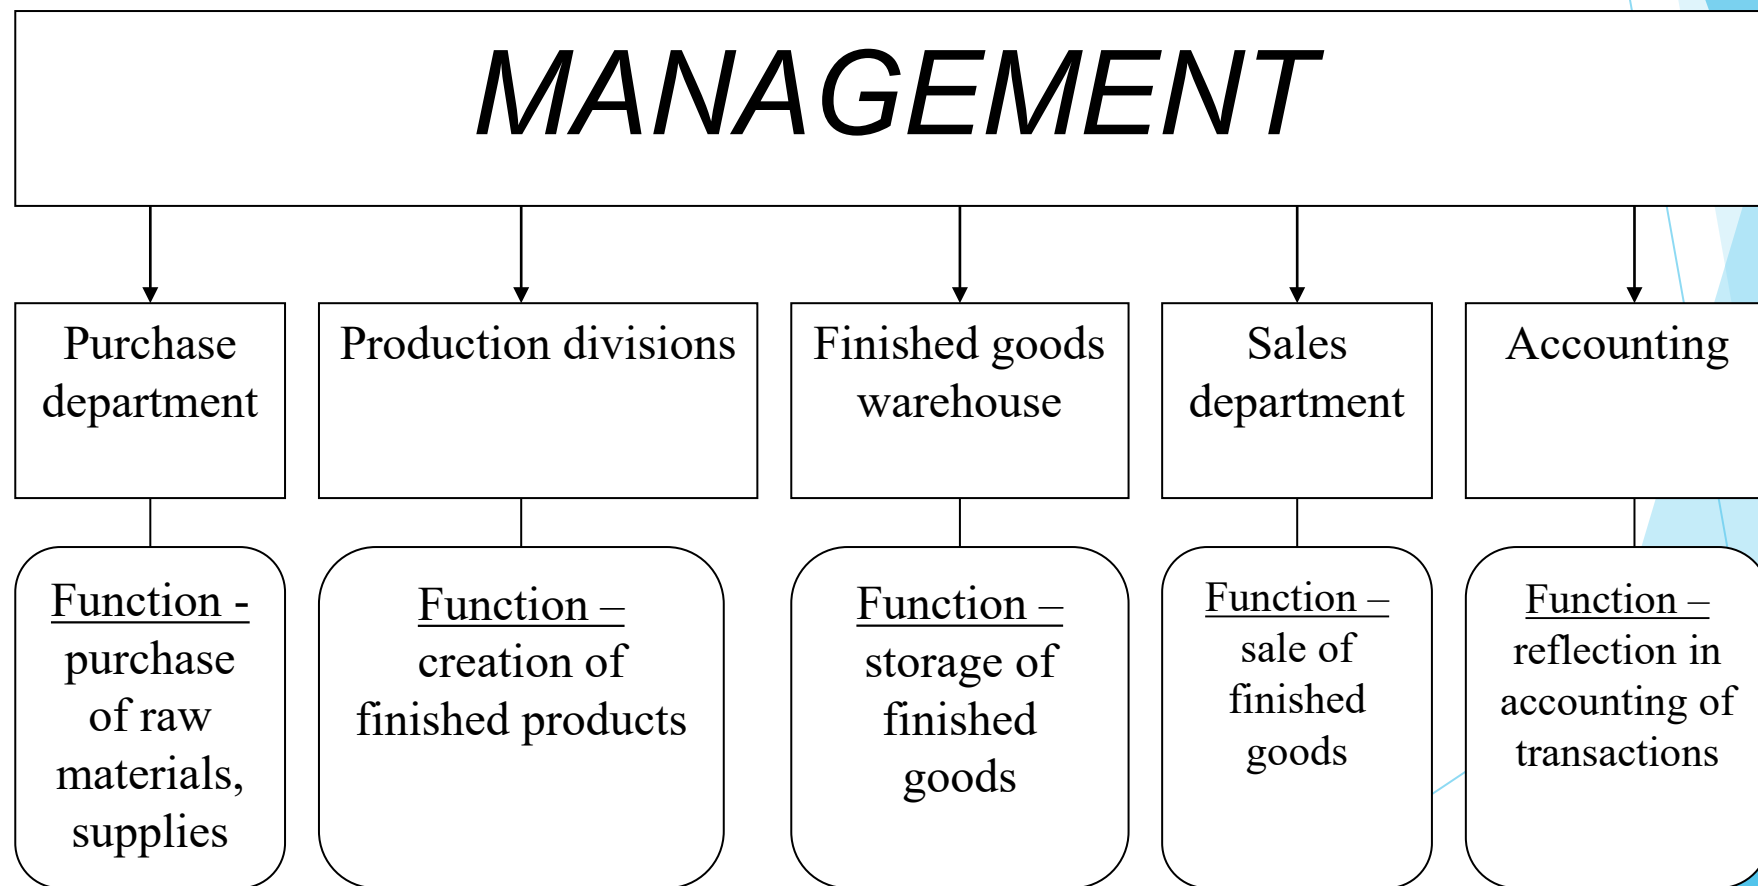 MANAGEMENT
Purchase
department
Production divisions
Finished goods
warehouse
Sales
department
Accounting
Function -
purchase
of raw
materials,
supplies
Function –
creation of
finished products
Function –
storage of
finished
goods
Function –
sale of
finished
goods
Function –
reflection in
accounting of
transactions